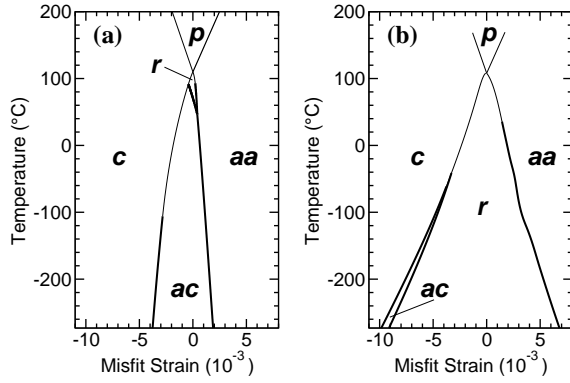 (a)
p
r
c
aa
ac
Temperature (°C)
200
100
0
-100
-200
-10
-5
0
5
Misfit Strain (10-3)
(b)
p
c
aa
r
ac
Temperature (°C)
200
100
0
-100
-200
-10
-5
0
5
Misfit Strain (10-3)